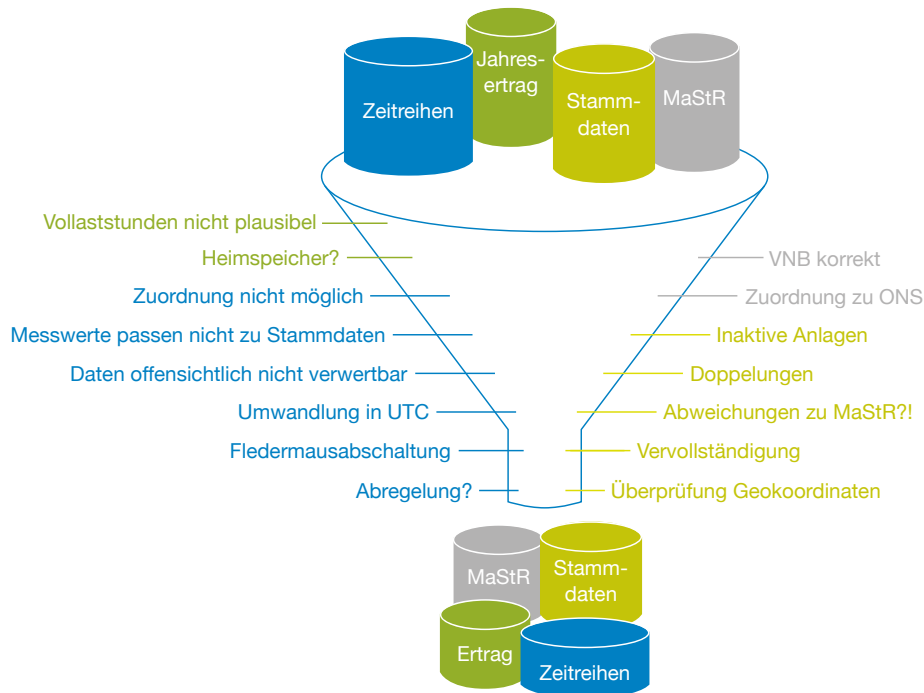 Zeitreihen
Jahres-
ertrag
Stamm-
daten
MaStR
Vollaststunden nicht plausibel
Heimspeicher?
Zuordnung nicht möglich
Messwerte passen nicht zu Stammdaten
Daten offensichtlich nicht verwertbar
Umwandlung in UTC
Fledermausabschaltung
Abregelung?
VNB korrekt
Zuordnung zu ONS
Inaktive Anlagen
Doppelungen
Abweichungen zu MaStR?!
Vervollständigung
Überprüfung Geokoordinaten
MaStR
Stamm-
daten
Ertrag
Zeitreihen